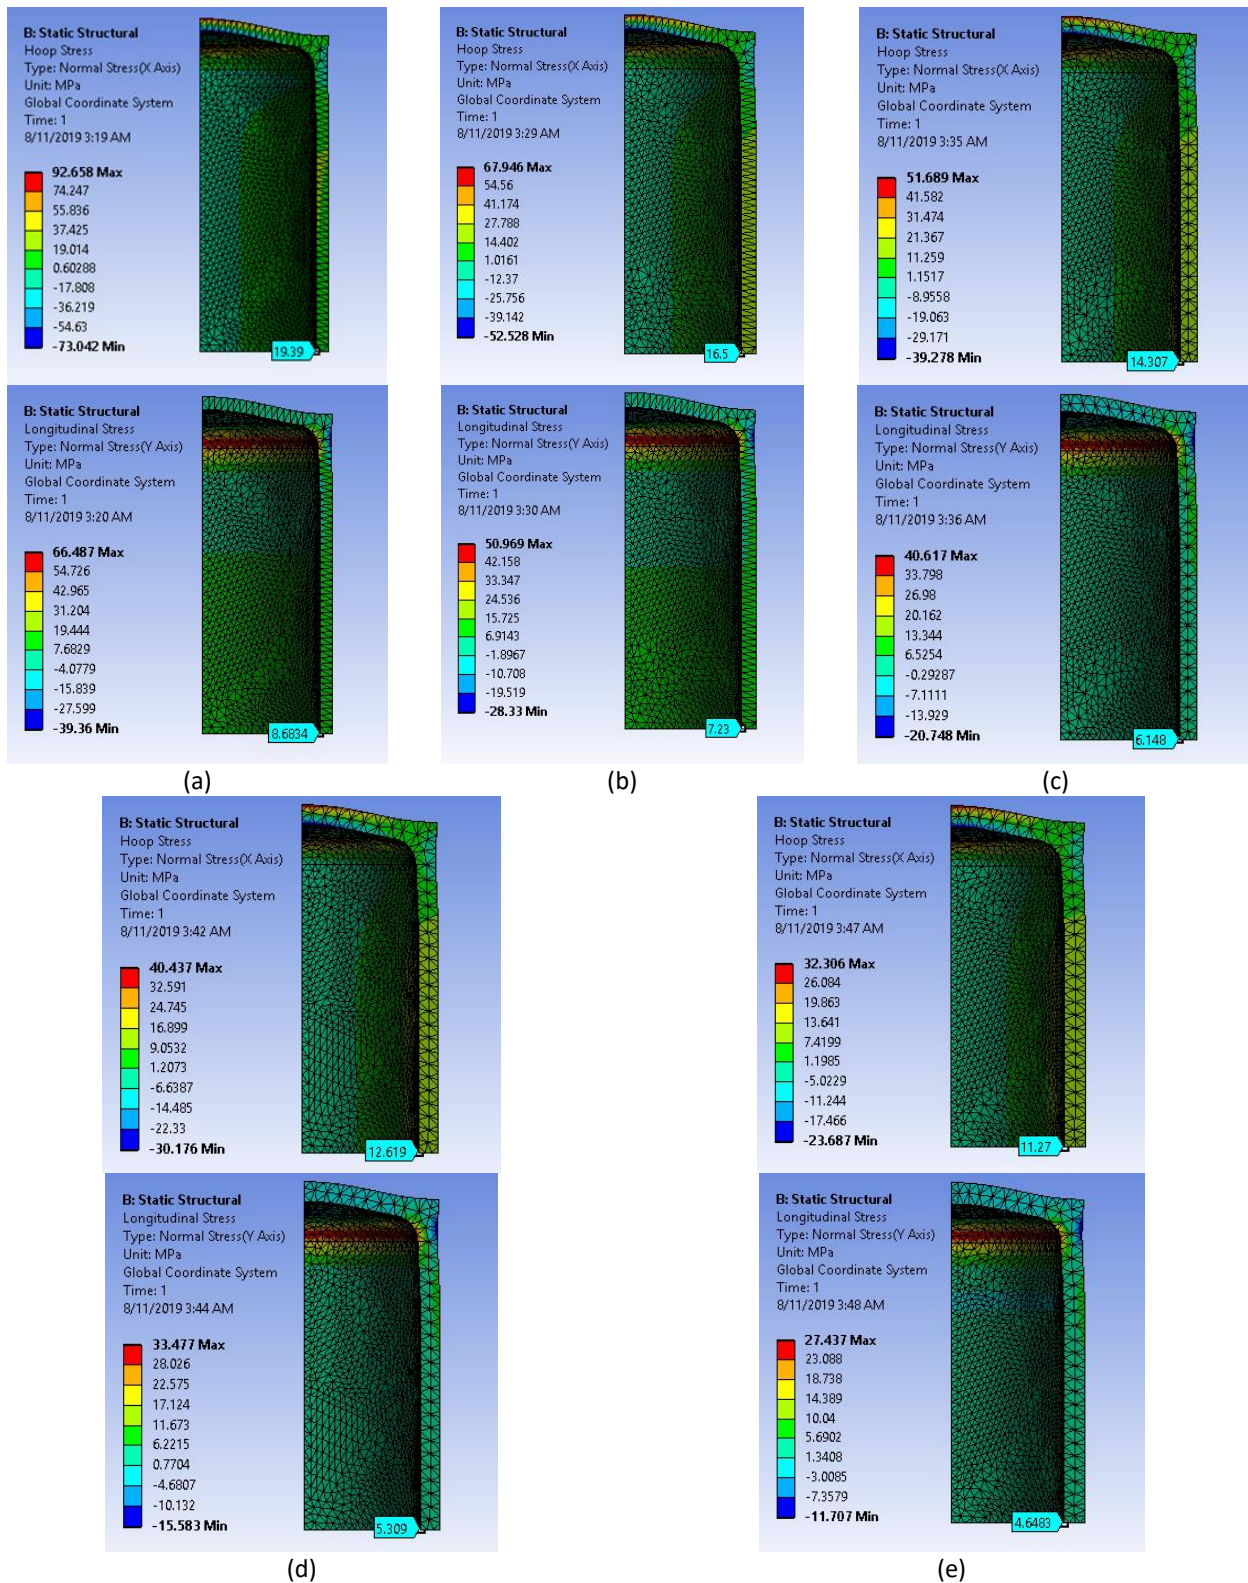 B: Static Structural
Hoop Stress
Type: Normal Stress(X Axis)
Unit: MPa
Global Coordinate System
Time: 1
8/11/2019 3:19 AM
92.658 Max
74.247
55.836
37.425
19.014
0.60288
-17.808
-36.219
-54.63
-73.042 Min
19.39
B: Static Structural
Hoop Stress
Type: Normal Stress(X Axis)
Unit: MPa
Global Coordinate System
Time: 1
8/11/2019 3:29 AM
67.946 Max
54.56
41.174
27.788
14.402
1.0161
-12.37
-25.756
-39.142
-52.528 Min
16.5
B: Static Structural
Hoop Stress
Type: Normal Stress(X Axis)
Unit: MPa
Global Coordinate System
Time: 1
8/11/2019 3:35 AM
51.689 Max
41.582
31.474
21.367
11.259
1.1517
-8.9558
-19.063
-29.171
-39.278 Min
14.307
B: Static Structural
Longitudinal Stress
Type: Normal Stress(Y Axis)
Unit: MPa
Global Coordinate System
Time: 1
8/11/2019 3:20 AM
66.487 Max
54.726
42.965
31.204
19.444
7.6829
-4.0779
-15.839
-27.599
-39.36 Min
8.6834
B: Static Structural
Longitudinal Stress
Type: Normal Stress(Y Axis)
Unit: MPa
Global Coordinate System
Time: 1
8/11/2019 3:30 AM
50.969 Max
42.158
33.347
24.536
15.725
6.9143
-1.8967
-10.708
-19.519
-28.33 Min
7.23
B: Static Structural
Longitudinal Stress
Type: Normal Stress(Y Axis)
Unit: MPa
Global Coordinate System
Time: 1
8/11/2019 3:36 AM
40.617 Max
33.798
26.98
20.162
13.344
6.5254
-0.29287
-7.1111
-13.929
-20.748 Min
6.148
(a)
(b)
(c)
B: Static Structural
Hoop Stress
Type: Normal Stress(X Axis)
Unit: MPa
Global Coordinate System
Time: 1
8/11/2019 3:42 AM
40.437 Max
32.591
24.745
16.899
9.0532
1.2073
-6.6387
-14.485
-22.33
-30.176 Min
12.619
B: Static Structural
Hoop Stress
Type: Normal Stress(X Axis)
Unit: MPa
Global Coordinate System
Time: 1
8/11/2019 3:47 AM
32.306 Max
26.084
19.863
13.641
7.4199
1.1985
-5.0229
-11.244
-17.466
-23.687 Min
11.27
B: Static Structural
Longitudinal Stress
Type: Normal Stress(Y Axis)
Unit: MPa
Global Coordinate System
Time: 1
8/11/2019 3:44 AM
33.477 Max
28.026
22.575
17.124
11.673
6.2215
0.7704
-4.6807
-10.132
-15.583 Min
5.309
B: Static Structural
Longitudinal Stress
Type: Normal Stress(Y Axis)
Unit: MPa
Global Coordinate System
Time: 1
8/11/2019 3:48 AM
27.437 Max
23.088
18.738
14.389
10.04
5.6902
1.3408
-3.0085
-7.3579
-11.707 Min
4.6483
(d)
(e)